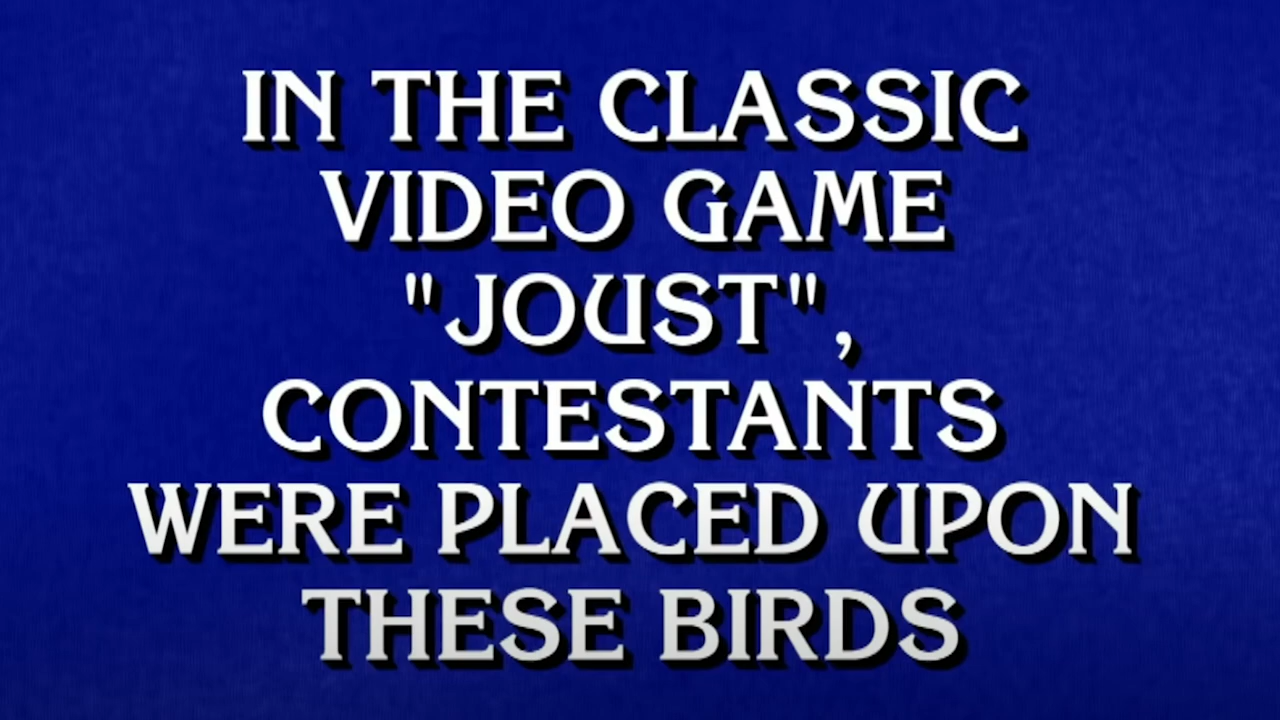 IN THE CLASSIC
VIDEO GAME
"JOUST",
CONTESTANTS
WERE PLACED UPON
THESE BIRDS